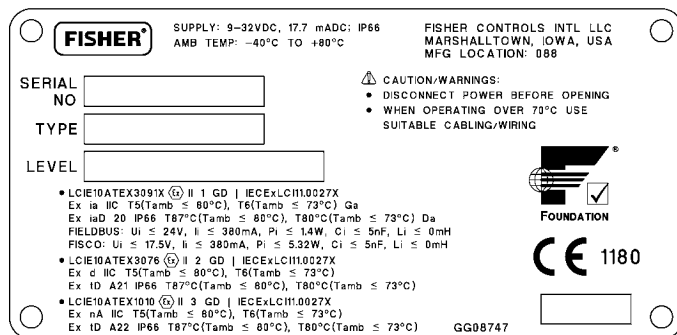 FISHER®
SUPPLY: 9-32VDC, 17.7 mADC; IP66
AMB TEMP: -40°C TO +80°C
FISHER CONTROLS INTL LLC
MARSHALLTOWN, IOWA, USA
MFG LOCATION: 088
SERIAL
NO
TYPE
LEVEL
⚠ CAUTION/WARNINGS:
• DISCONNECT POWER BEFORE OPENING
• WHEN OPERATING OVER 70°C USE
SUITABLE CABLING/WIRING
• LCIE10ATEX3091X Ex II 1 GD | IECExLCI11.0027X
Ex ia IIC T5(Tamb ≤ 80°C), T6(Tamb ≤ 73°C) Ga
Ex iaD 20 IP66 T87°C(Tamb ≤ 80°C), T80°C(Tamb ≤ 73°C) Da
FIELDBUS: Ui ≤ 24V, Ii ≤ 380mA, Pi ≤ 1.4W, Ci ≤ 5nF, Li ≤ 0mH
FISCO: Ui ≤ 17.5V, Ii ≤ 380mA, Pi ≤ 5.32W, Ci ≤ 5nF, Li ≤ 0mH
• LCIE10ATEX3076 Ex II 2 GD | IECExLCI11.0027X
Ex d IIC T5(Tamb ≤ 80°C), T6(Tamb ≤ 73°C)
Ex tD A21 IP66 T87°C(Tamb ≤ 80°C), T80°C(Tamb ≤ 73°C)
• LCIE10ATEX1010 Ex II 3 GD | IECExLCI11.0027X
Ex nA IIC T5(Tamb ≤ 80°C), T6(Tamb ≤ 73°C)
Ex tD A22 IP66 T87°C(Tamb ≤ 80°C), T80°C(Tamb ≤ 73°C)
GG08747
®
FOUNDATION
CE 1180